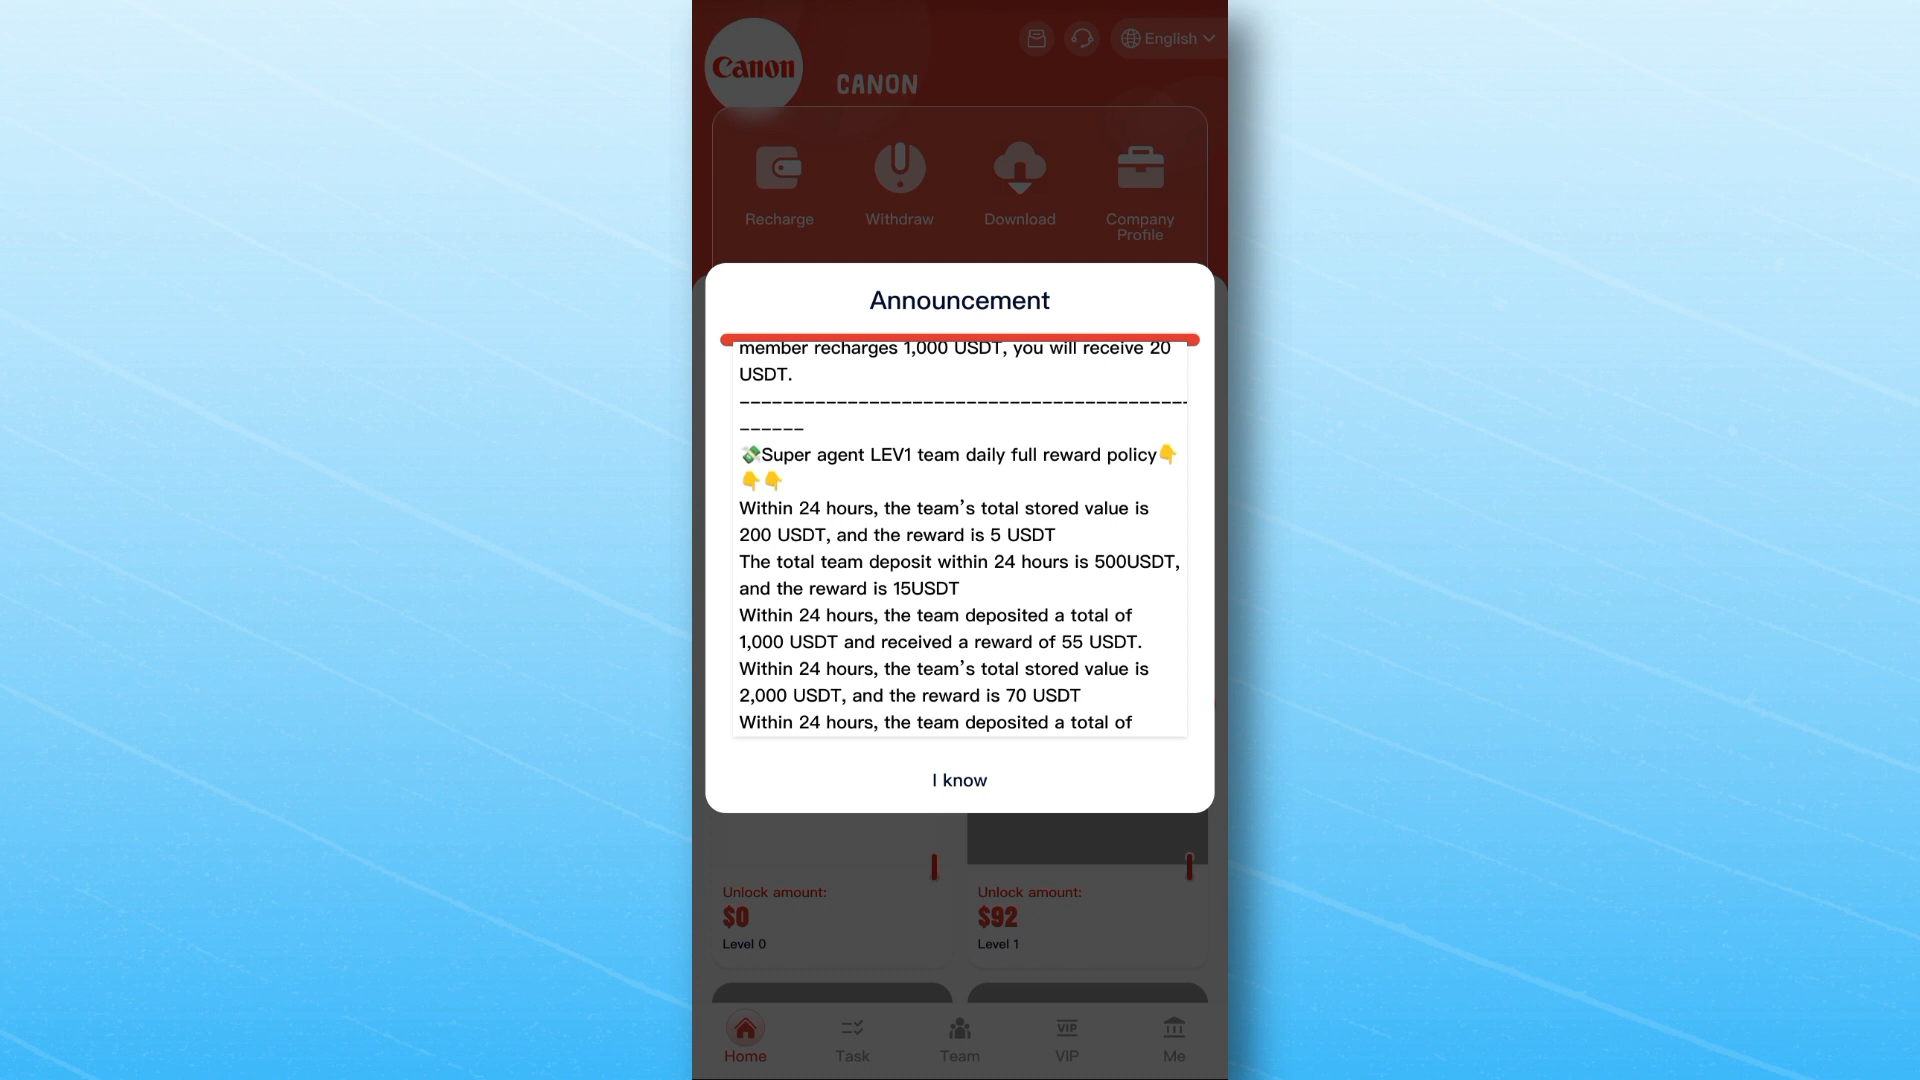 Canon
CANON
English
Recharge
Withdraw
Download
Company
Profile
Announcement
member recharges 1,000 USDT, you will receive 20
USDT.
------------------------------------------
------
💸Super agent LEV1 team daily full reward policy👇
👇👇
Within 24 hours, the team’s total stored value is
200 USDT, and the reward is 5 USDT
The total team deposit within 24 hours is 500USDT,
and the reward is 15USDT
Within 24 hours, the team deposited a total of
1,000 USDT and received a reward of 55 USDT.
Within 24 hours, the team’s total stored value is
2,000 USDT, and the reward is 70 USDT
Within 24 hours, the team deposited a total of
I know
Unlock amount:
$0
Level 0
Unlock amount:
$92
Level 1
Home
Task
Team
VIP
VIP
Me